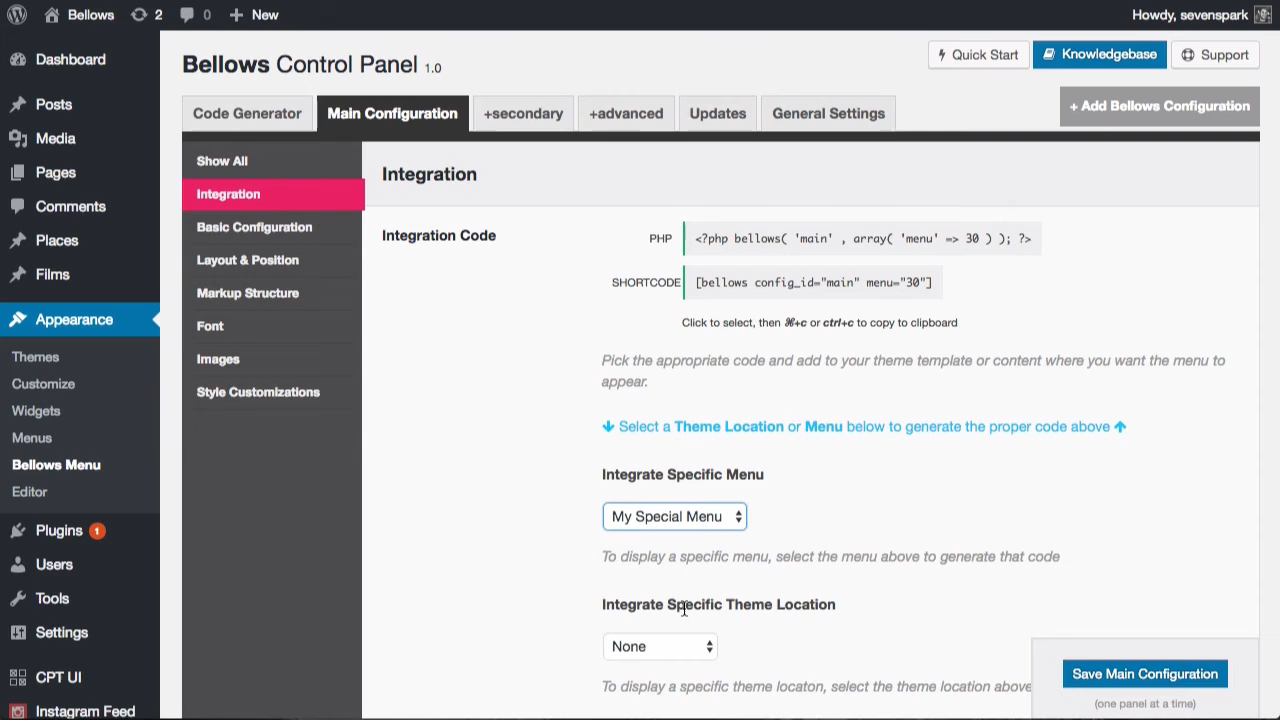 Bellows
2
0
New
Howdy, sevenspark
Dashboard
Posts
Media
Pages
Comments
Places
Films
Appearance
Themes
Customize
Widgets
Menus
Bellows Menu
Editor
Plugins 1
Users
Tools
Settings
CPT UI
Instagram Feed
Bellows Control Panel 1.0
Quick Start
Knowledgebase
Support
Code Generator
Main Configuration
+secondary
+advanced
Updates
General Settings
+ Add Bellows Configuration
Show All
Integration
Basic Configuration
Layout & Position
Markup Structure
Font
Images
Style Customizations
Integration
Integration Code
PHP <?php bellows( 'main' , array( 'menu' => 30 ) ); ?>
SHORTCODE [bellows config_id="main" menu="30"]
Click to select, then ⌘+c or ctrl+c to copy to clipboard
Pick the appropriate code and add to your theme template or content where you want the menu to
appear.
↓ Select a Theme Location or Menu below to generate the proper code above ↑
Integrate Specific Menu
My Special Menu
To display a specific menu, select the menu above to generate that code
Integrate Specific Theme Location
None
To display a specific theme locaton, select the theme location above
Save Main Configuration
(one panel at a time)